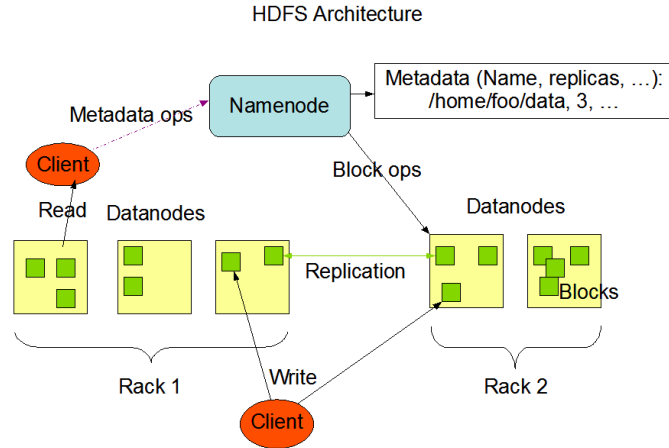 HDFS Architecture
Metadata (Name, replicas, …):
/home/foo/data, 3, …
Namenode
Metadata ops
Client
Block ops
Read
Datanodes
Datanodes
Replication
Blocks
Rack 1
Write
Rack 2
Client